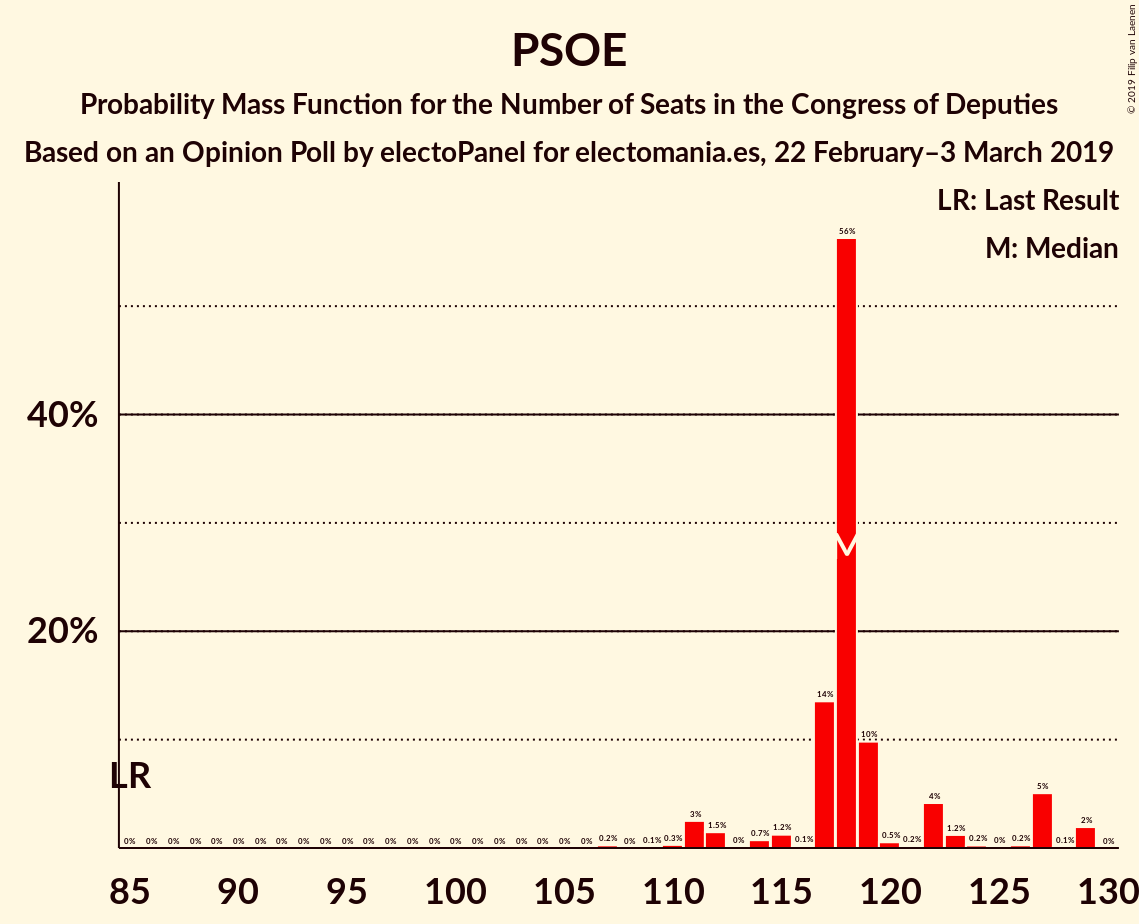 PSOE
Probability Mass Function for the Number of Seats in the Congress of Deputies
Based on an Opinion Poll by electoPanel for electomania.es, 22 February–3 March 2019
© 2019 Filip van Laenen
LR: Last Result
M: Median
40%
20%
LR
0% 0% 0% 0% 0% 0% 0% 0% 0% 0% 0% 0% 0% 0% 0% 0% 0% 0% 0% 0% 0% 0% 0.2% 0% 0.1% 0.3% 3% 1.5% 0% 0.7% 1.2% 0.1% 14% 56% 10% 0.5% 0.2% 4% 1.2% 0.2% 0% 0.2% 5% 0.1% 2% 0%
85 90 95 100 105 110 115 120 125 130